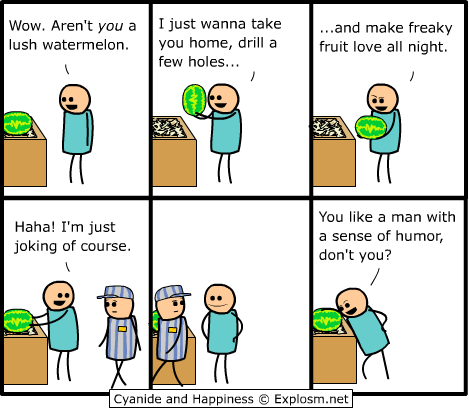 Wow. Aren't you a
lush watermelon.
I just wanna take
you home, drill a
few holes...
...and make freaky
fruit love all night.
Haha! I'm just
joking of course.
You like a man with
a sense of humor,
don't you?
Cyanide and Happiness © Explosm.net